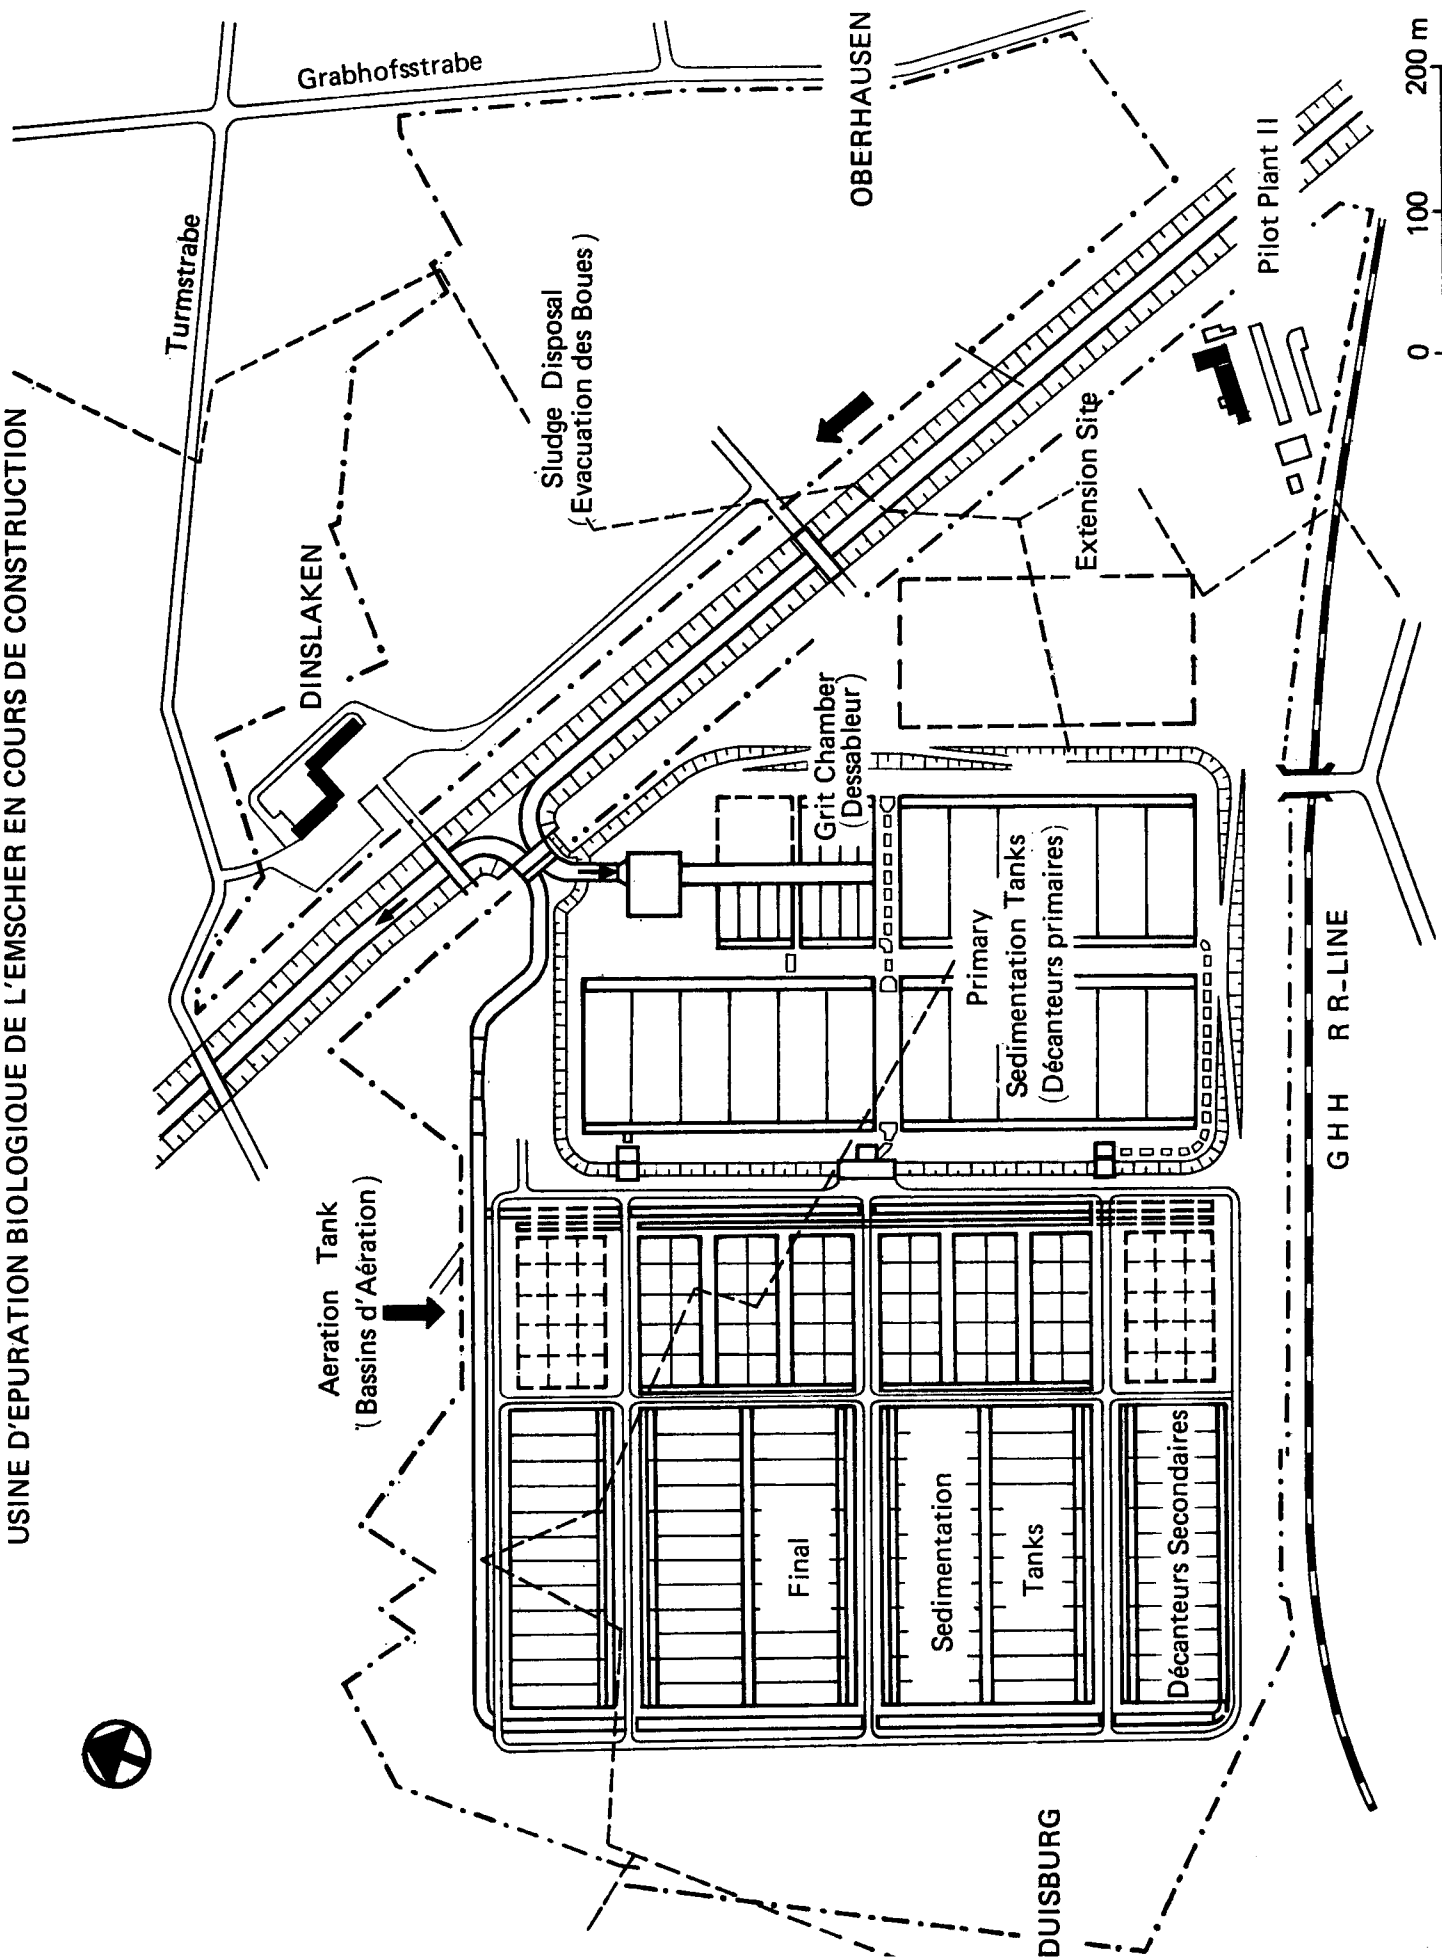 USINE D'EPURATION BIOLOGIQUE DE L'EMSCHER EN COURS DE CONSTRUCTION
Turmstrabe
Grabhofsstrabe
DINSLAKEN
Aeration Tank
(Bassins d'Aération)
Sludge Disposal
(Evacuation des Boues)
OBERHAUSEN
Grit Chamber
(Dessableur)
Primary
Sedimentation Tanks
(Décanteurs primaires)
Extension Site
Pilot Plant II
Final
Sedimentation
Tanks
Décanteurs Secondaires
DUISBURG
GHH RR-LINE
0 100 200 m